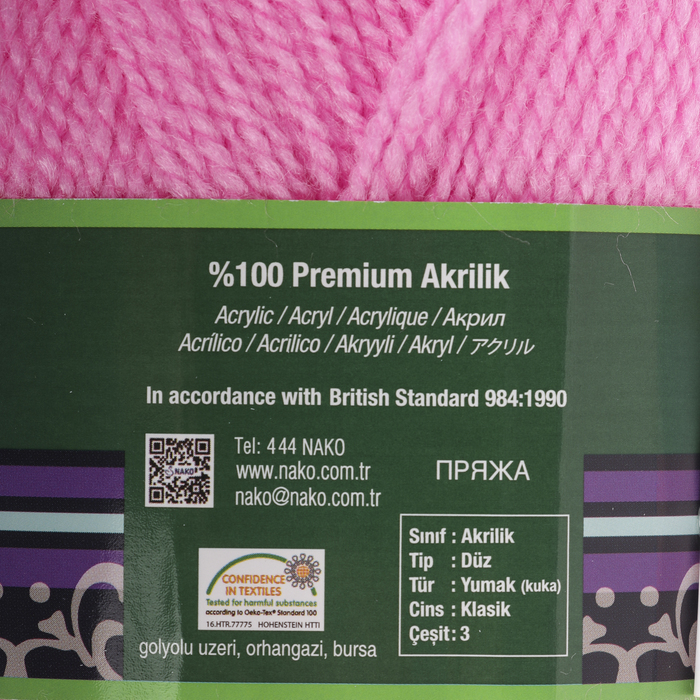 %100 Premium Akrilik
Acrylic / Acryl / Acrylique / Акрил
Acrílico / Acrilico / Akryyli / Akryl / アクリル
In accordance with British Standard 984:1990
NAKO
Tel: 444 NAKO
www.nako.com.tr
nako@nako.com.tr
ПРЯЖА
CONFIDENCE
IN TEXTILES
Tested for harmful substances
according to Oeko-Tex® Standard 100
16.HTR.77775 HOHENSTEIN HTTI
golyolu uzeri, orhangazi, bursa
Sınıf : Akrilik
Tip : Düz
Tür : Yumak (kuka)
Cins : Klasik
Çeşit : 3